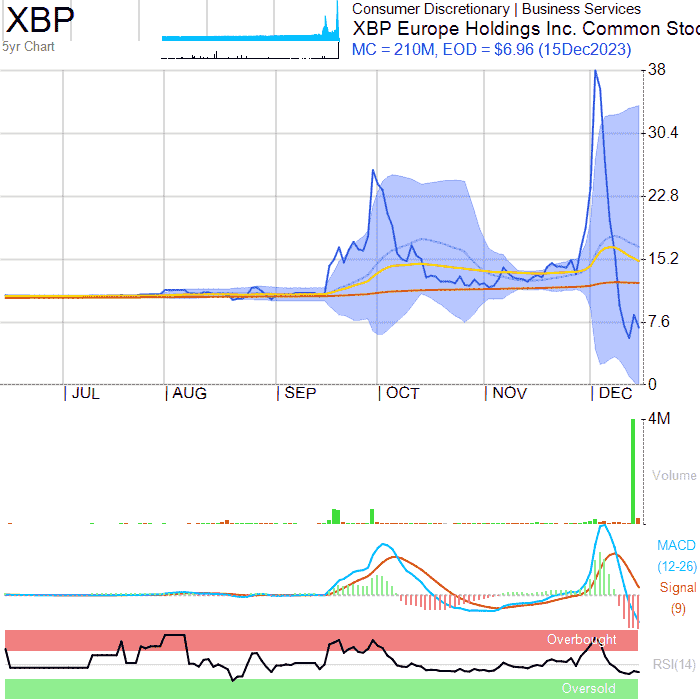 XBP
5yr Chart
Consumer Discretionary | Business Services
XBP Europe Holdings Inc. Common Stoc
MC = 210M, EOD = $6.96 (15Dec2023)
38
30.4
22.8
15.2
7.6
0
JUL
AUG
SEP
OCT
NOV
DEC
4M
Volume
MACD
(12-26)
Signal
(9)
Overbought
RSI(14)
Oversold